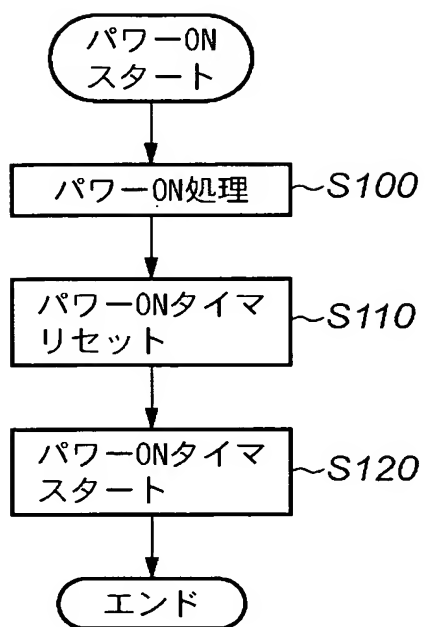 パワーON
スタート
パワーON処理
S100
パワーONタイマ
リセット
S110
パワーONタイマ
スタート
S120
エンド